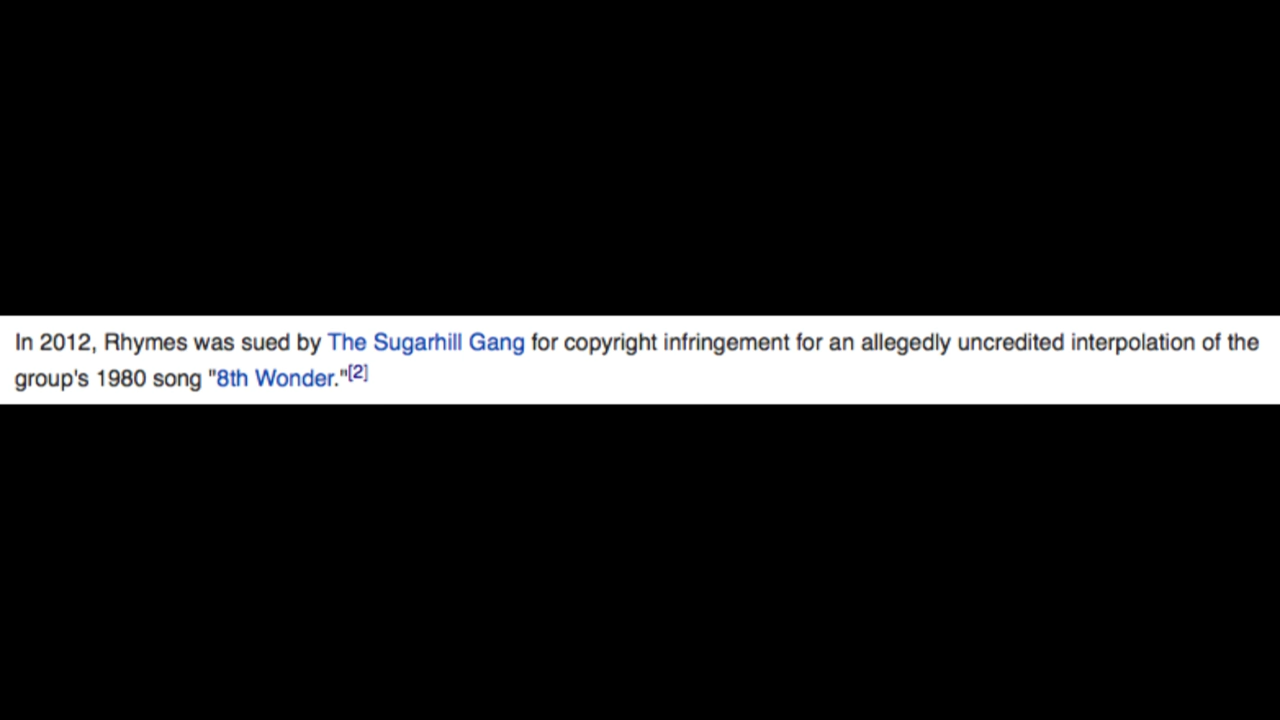 In 2012, Rhymes was sued by The Sugarhill Gang for copyright infringement for an allegedly uncredited interpolation of the
group's 1980 song "8th Wonder."[2]